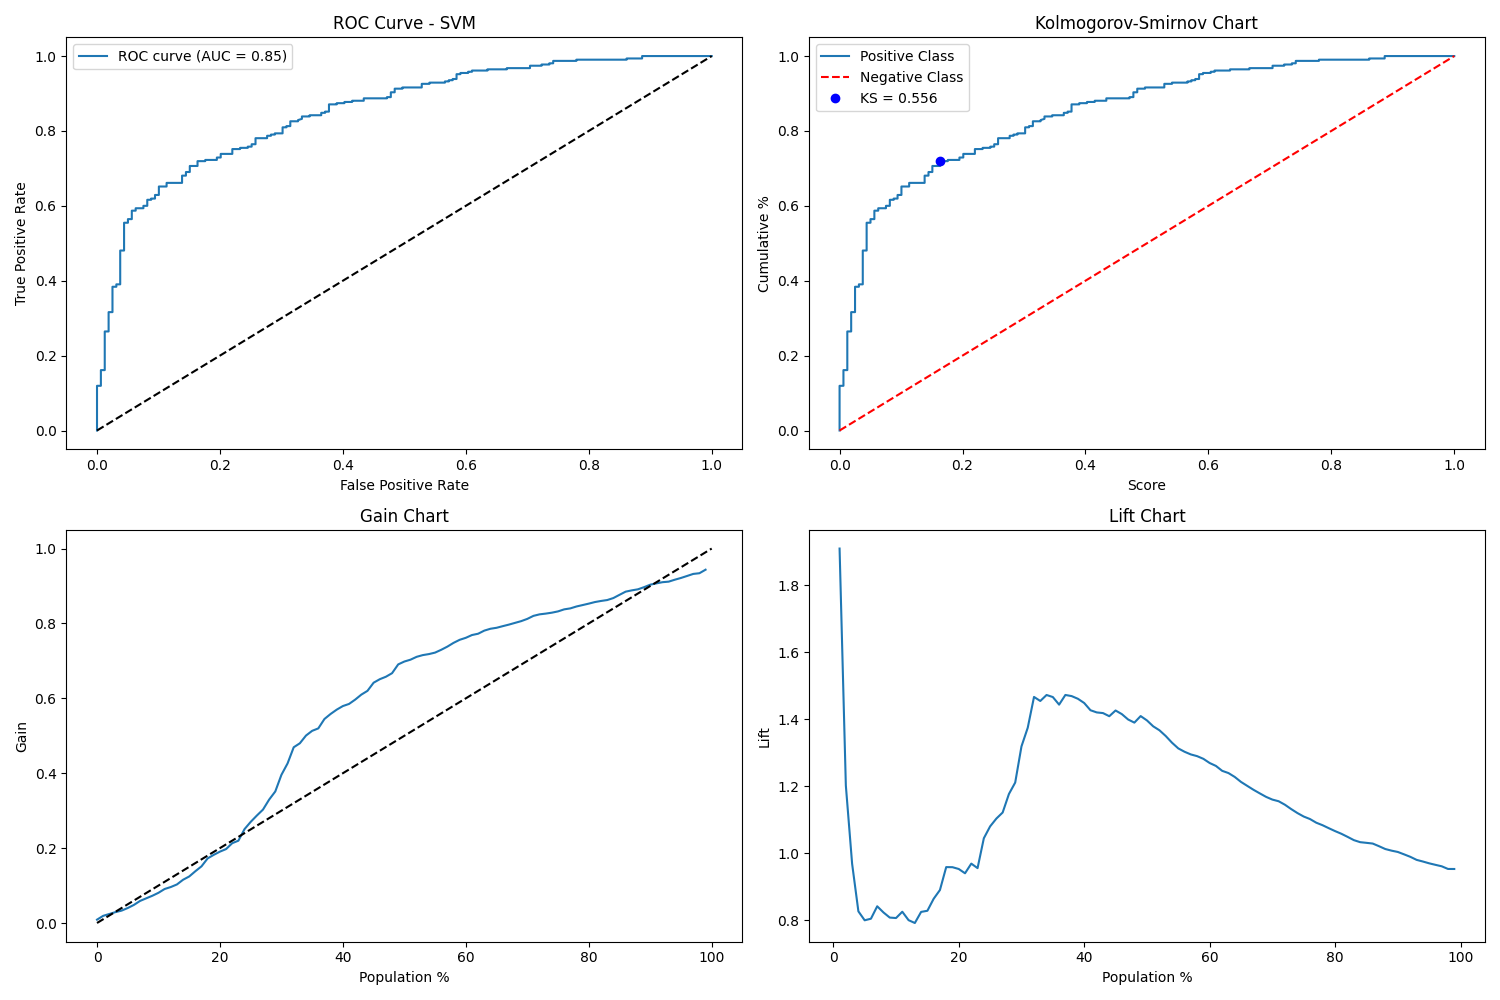 ROC Curve - SVM
ROC curve (AUC = 0.85)
1.0
0.8
0.6
0.4
0.2
0.0
True Positive Rate
0.0 0.2 0.4 0.6 0.8 1.0
False Positive Rate
Kolmogorov-Smirnov Chart
Positive Class
Negative Class
KS = 0.556
1.0
0.8
0.6
0.4
0.2
0.0
Cumulative %
0.0 0.2 0.4 0.6 0.8 1.0
Score
Gain Chart
1.0
0.8
0.6
0.4
0.2
0.0
Gain
0 20 40 60 80 100
Population %
Lift Chart
1.8
1.6
1.4
1.2
1.0
0.8
Lift
0 20 40 60 80 100
Population %